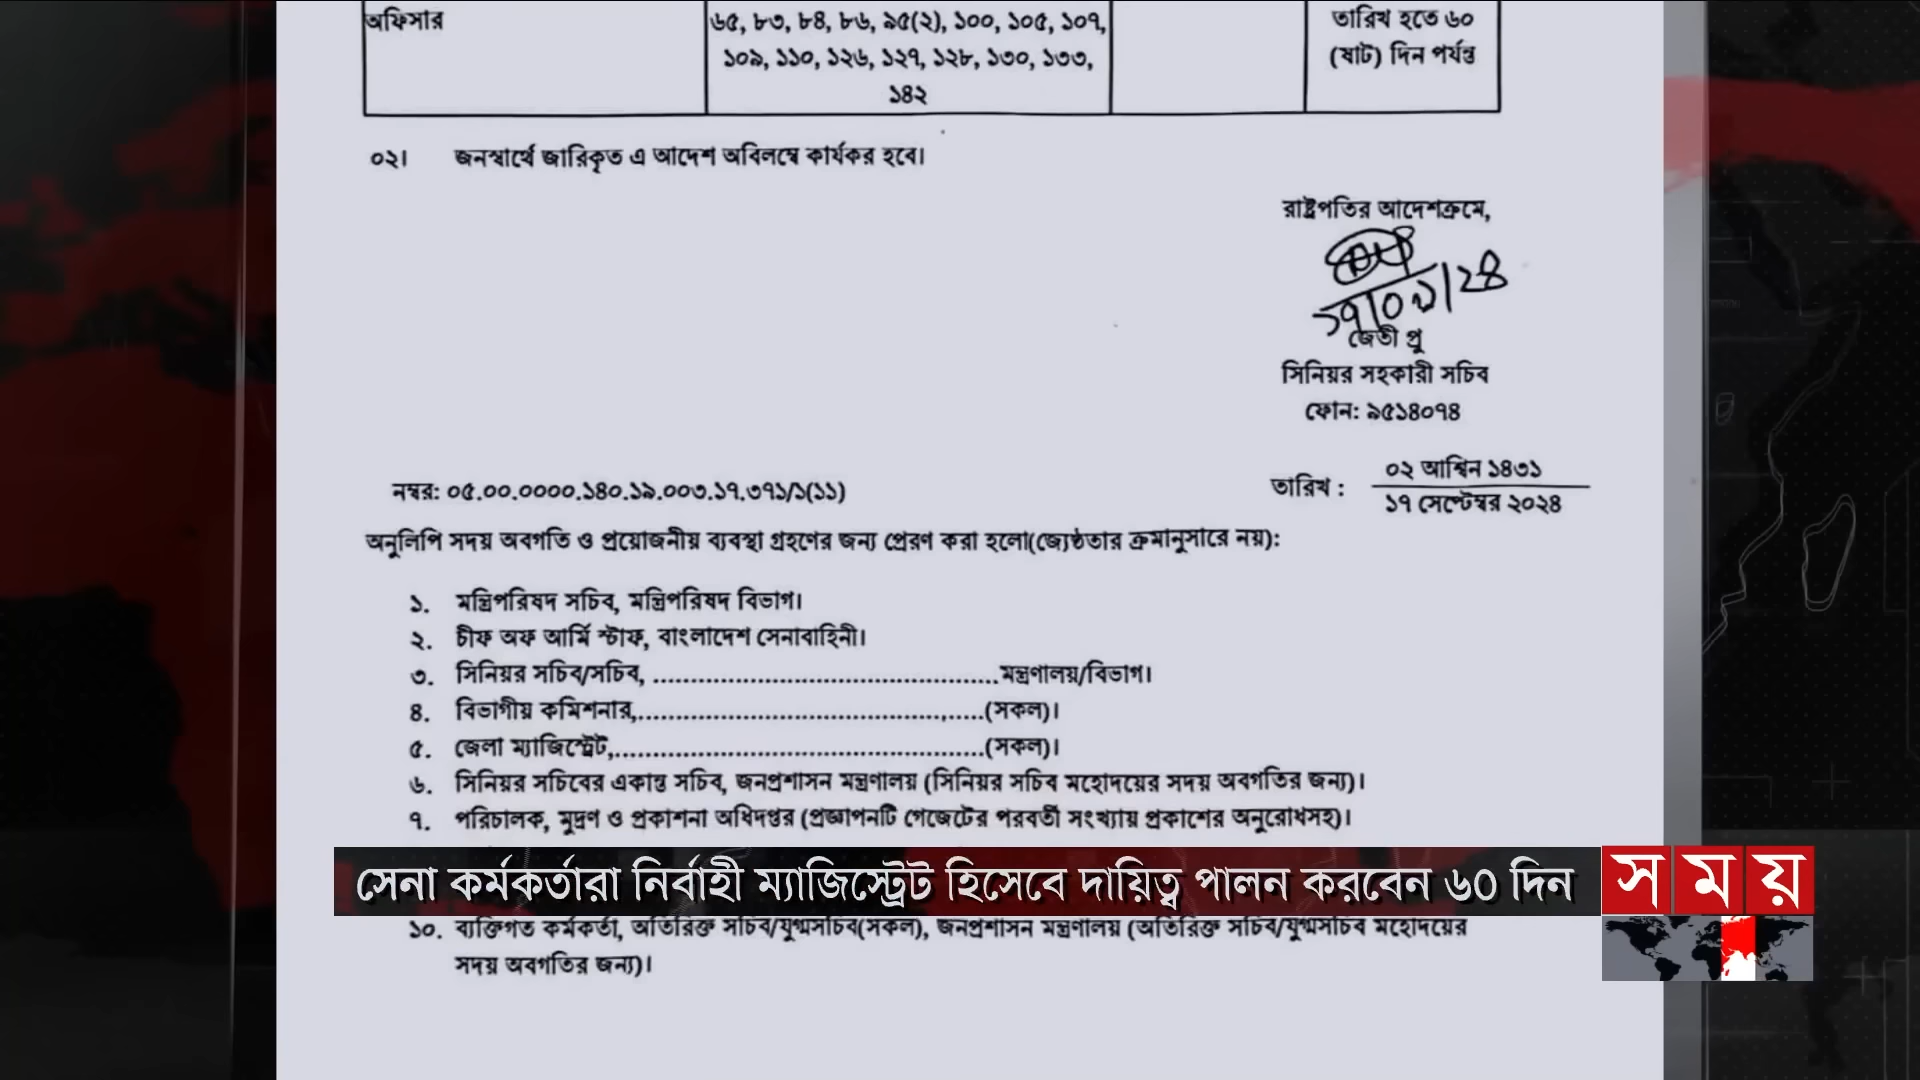 অফিসার
৬৫, ৮৩, ৮৪, ৮৬, ৯৫(২), ১০০, ১০৫, ১০৭,
১০৯, ১১০, ১২৬, ১২৭, ১২৮, ১৩০, ১৩৩,
১৪২
তারিখ হতে ৬০
(ষাট) দিন পর্যন্ত
০২। জনস্বার্থে জারিকৃত এ আদেশ অবিলম্বে কার্যকর হবে।
রাষ্ট্রপতির আদেশক্রমে,
১৭/০৯/২৪
জেতী প্রু
সিনিয়র সহকারী সচিব
ফোন: ৯৫১৪০৭৪
নম্বর: ০৫.০০.০০০০.১৪০.১৯.০০৩.১৭.৩৭১/১(১১)
তারিখ :
০২ আশ্বিন ১৪৩১
১৭ সেপ্টেম্বর ২০২৪
অনুলিপি সদয় অবগতি ও প্রয়োজনীয় ব্যবস্থা গ্রহণের জন্য প্রেরণ করা হলো(জ্যেষ্ঠতার ক্রমানুসারে নয়):
১. মন্ত্রিপরিষদ সচিব, মন্ত্রিপরিষদ বিভাগ।
২. চীফ অফ আর্মি স্টাফ, বাংলাদেশ সেনাবাহিনী।
৩. সিনিয়র সচিব/সচিব, ..........................................মন্ত্রণালয়/বিভাগ।
৪. বিভাগীয় কমিশনার,.....................................,.....(সকল)।
৫. জেলা ম্যাজিস্ট্রেট,.............................................(সকল)।
৬. সিনিয়র সচিবের একান্ত সচিব, জনপ্রশাসন মন্ত্রণালয় (সিনিয়র সচিব মহোদয়ের সদয় অবগতির জন্য)।
৭. পরিচালক, মুদ্রণ ও প্রকাশনা অধিদপ্তর (প্রজ্ঞাপনটি গেজেটের পরবর্তী সংখ্যায় প্রকাশের অনুরোধসহ)।
সেনা কর্মকর্তারা নির্বাহী ম্যাজিস্ট্রেট হিসেবে দায়িত্ব পালন করবেন ৬০ দিন
সময়
১০. ব্যক্তিগত কর্মকর্তা, অতিরিক্ত সচিব/যুগ্মসচিব(সকল), জনপ্রশাসন মন্ত্রণালয় (অতিরিক্ত সচিব/যুগ্মসচিব মহোদয়ের
সদয় অবগতির জন্য)।